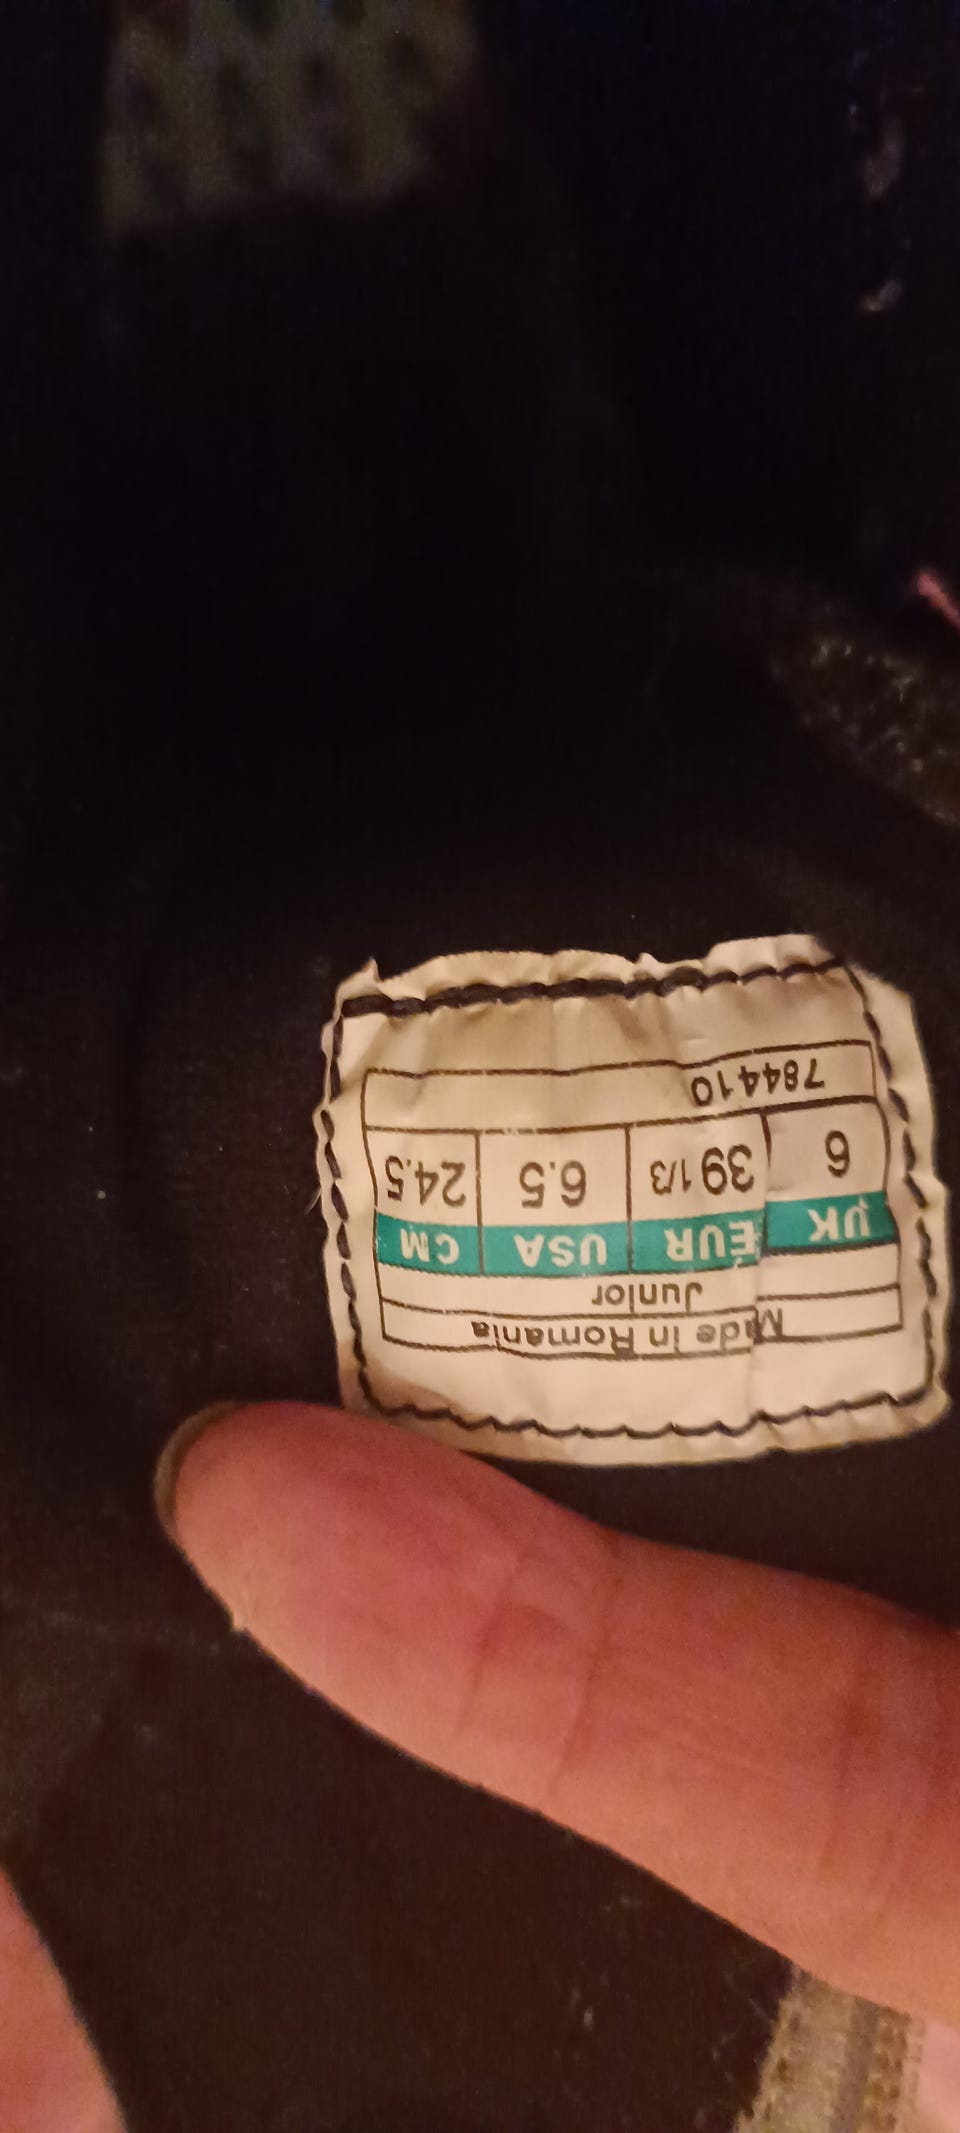 Made in Romania
Junior
UK EUR USA CM
6 39 1/3 6.5 24.5
784410